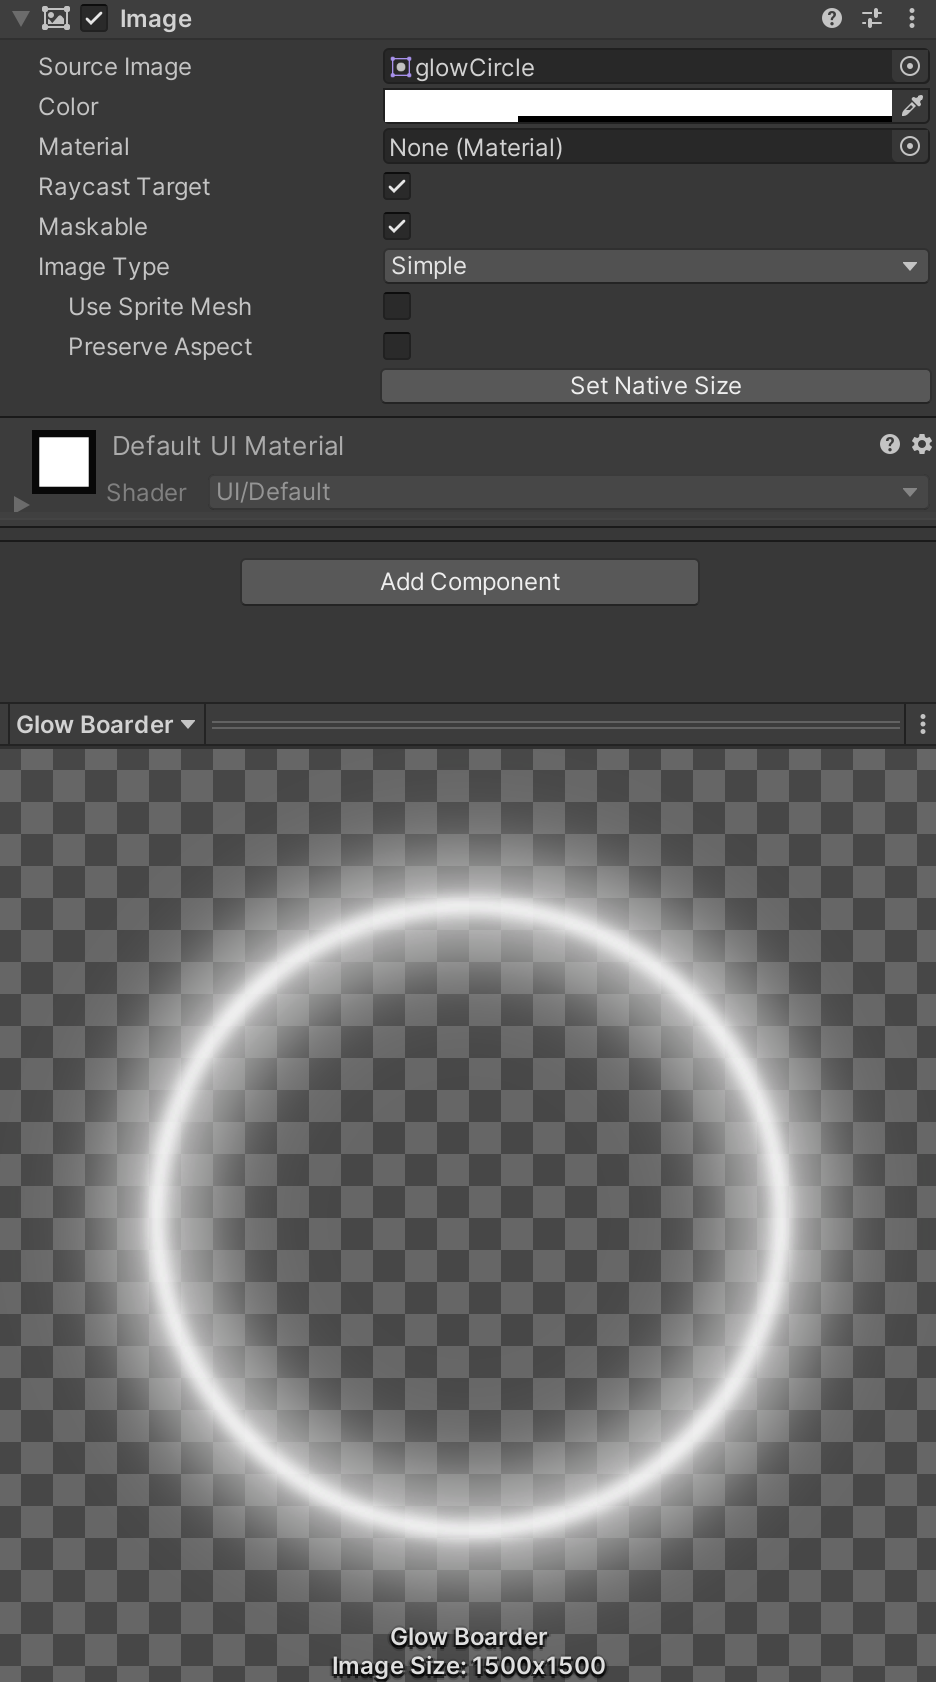 Image
Source Image glowCircle
Color
Material None (Material)
Raycast Target
Maskable
Image Type Simple
Use Sprite Mesh
Preserve Aspect
Set Native Size
Default UI Material
Shader UI/Default
Add Component
Glow Boarder
Glow Boarder
Image Size: 1500x1500